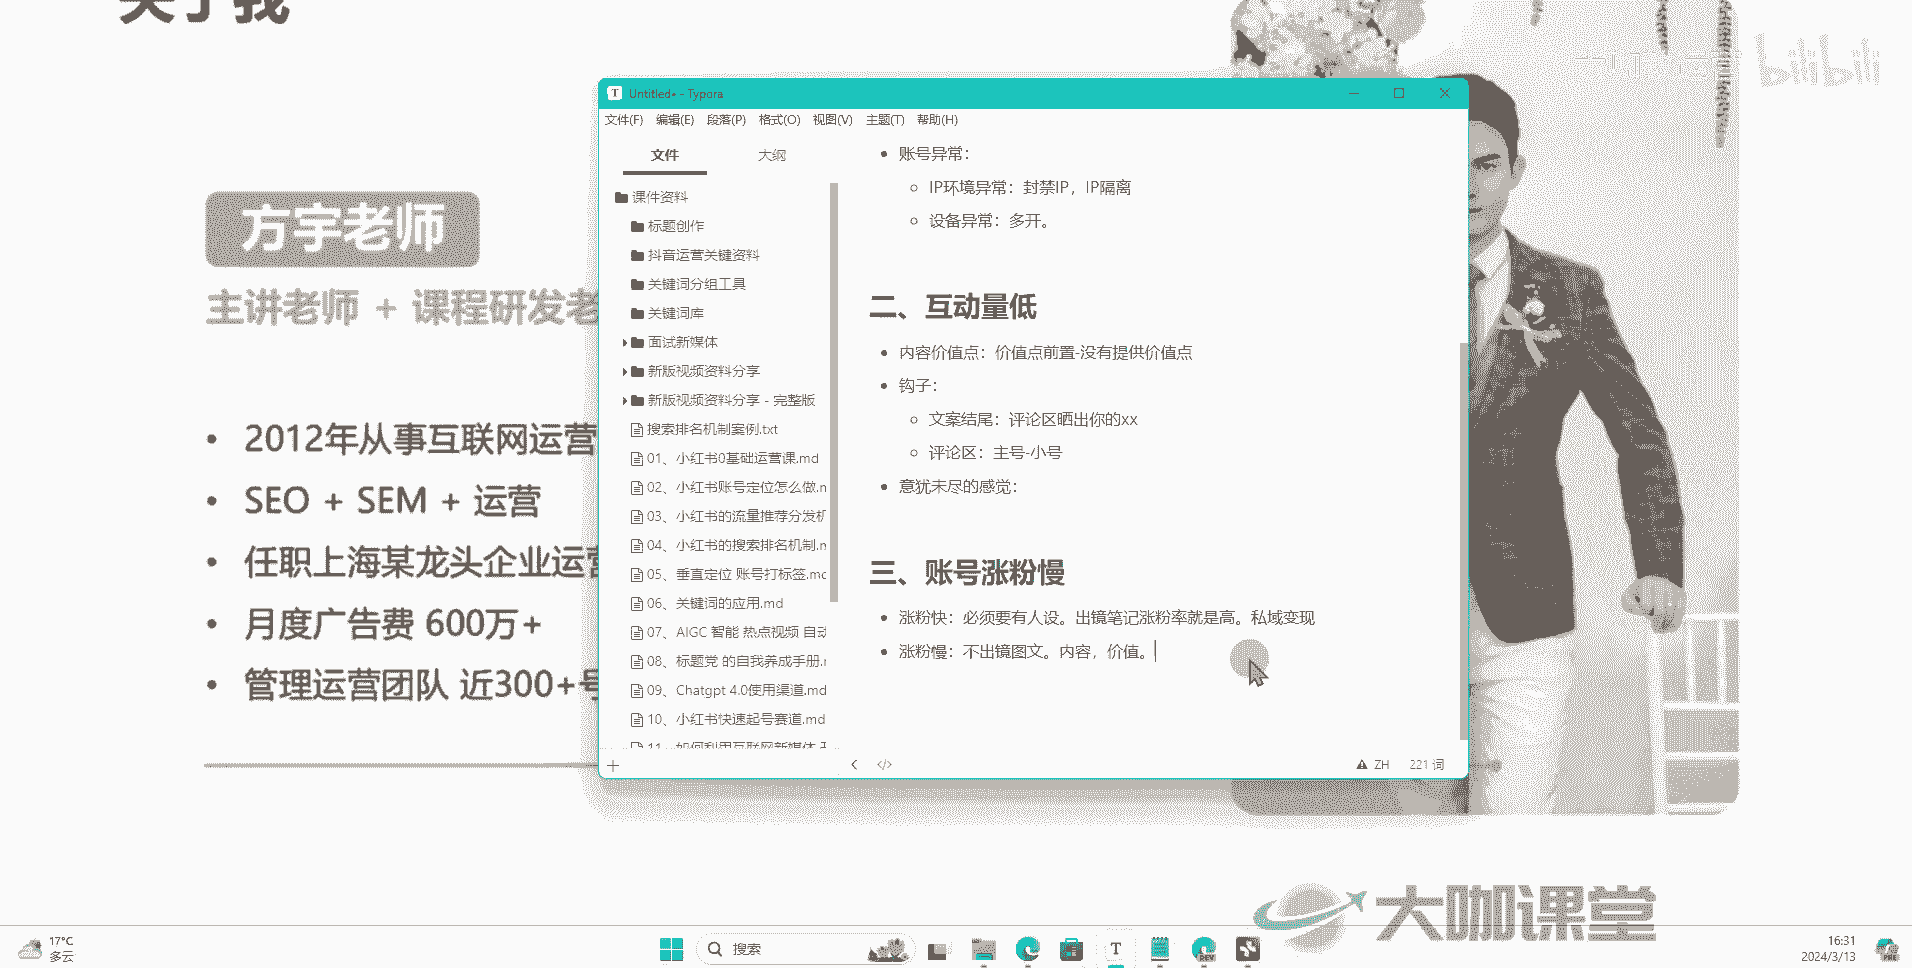 关于我
bilibili
方宇老师
主讲老师 + 课程研发老
2012年从事互联网运营
SEO + SEM + 运营
任职上海某龙头企业运营
月度广告费 600万+
管理运营团队 近300+号
Untitled• - Typora
文件(F) 编辑(E) 段落(P) 格式(O) 视图(V) 主题(T) 帮助(H)
文件 大纲
课件资料
标题创作
抖音运营关键资料
关键词分组工具
关键词库
面试新媒体
新版视频资料分享
新版视频资料分享 - 完整版
搜索排名机制案例.txt
01、小红书0基础运营课.md
02、小红书账号定位怎么做.m
03、小红书的流量推荐分发机
04、小红书的搜索排名机制.m
05、垂直定位 账号打标签.md
06、关键词的应用.md
07、AIGC 智能 热点视频 自动
08、标题党 的自我养成手册.m
09、Chatgpt 4.0使用渠道.md
10、小红书快速起号赛道.md
11、如何利用互联网新媒体
账号异常：
IP环境异常：封禁IP，IP隔离
设备异常：多开。
二、互动量低
内容价值点：价值点前置-没有提供价值点
钩子：
文案结尾：评论区晒出你的xx
评论区：主号-小号
意犹未尽的感觉：
三、账号涨粉慢
涨粉快：必须要有人设。出镜笔记涨粉率就是高。私域变现
涨粉慢：不出镜图文。内容，价值。
ZH 221 词
大咖课堂
17°C
多云
搜索
16:31
2024/3/13